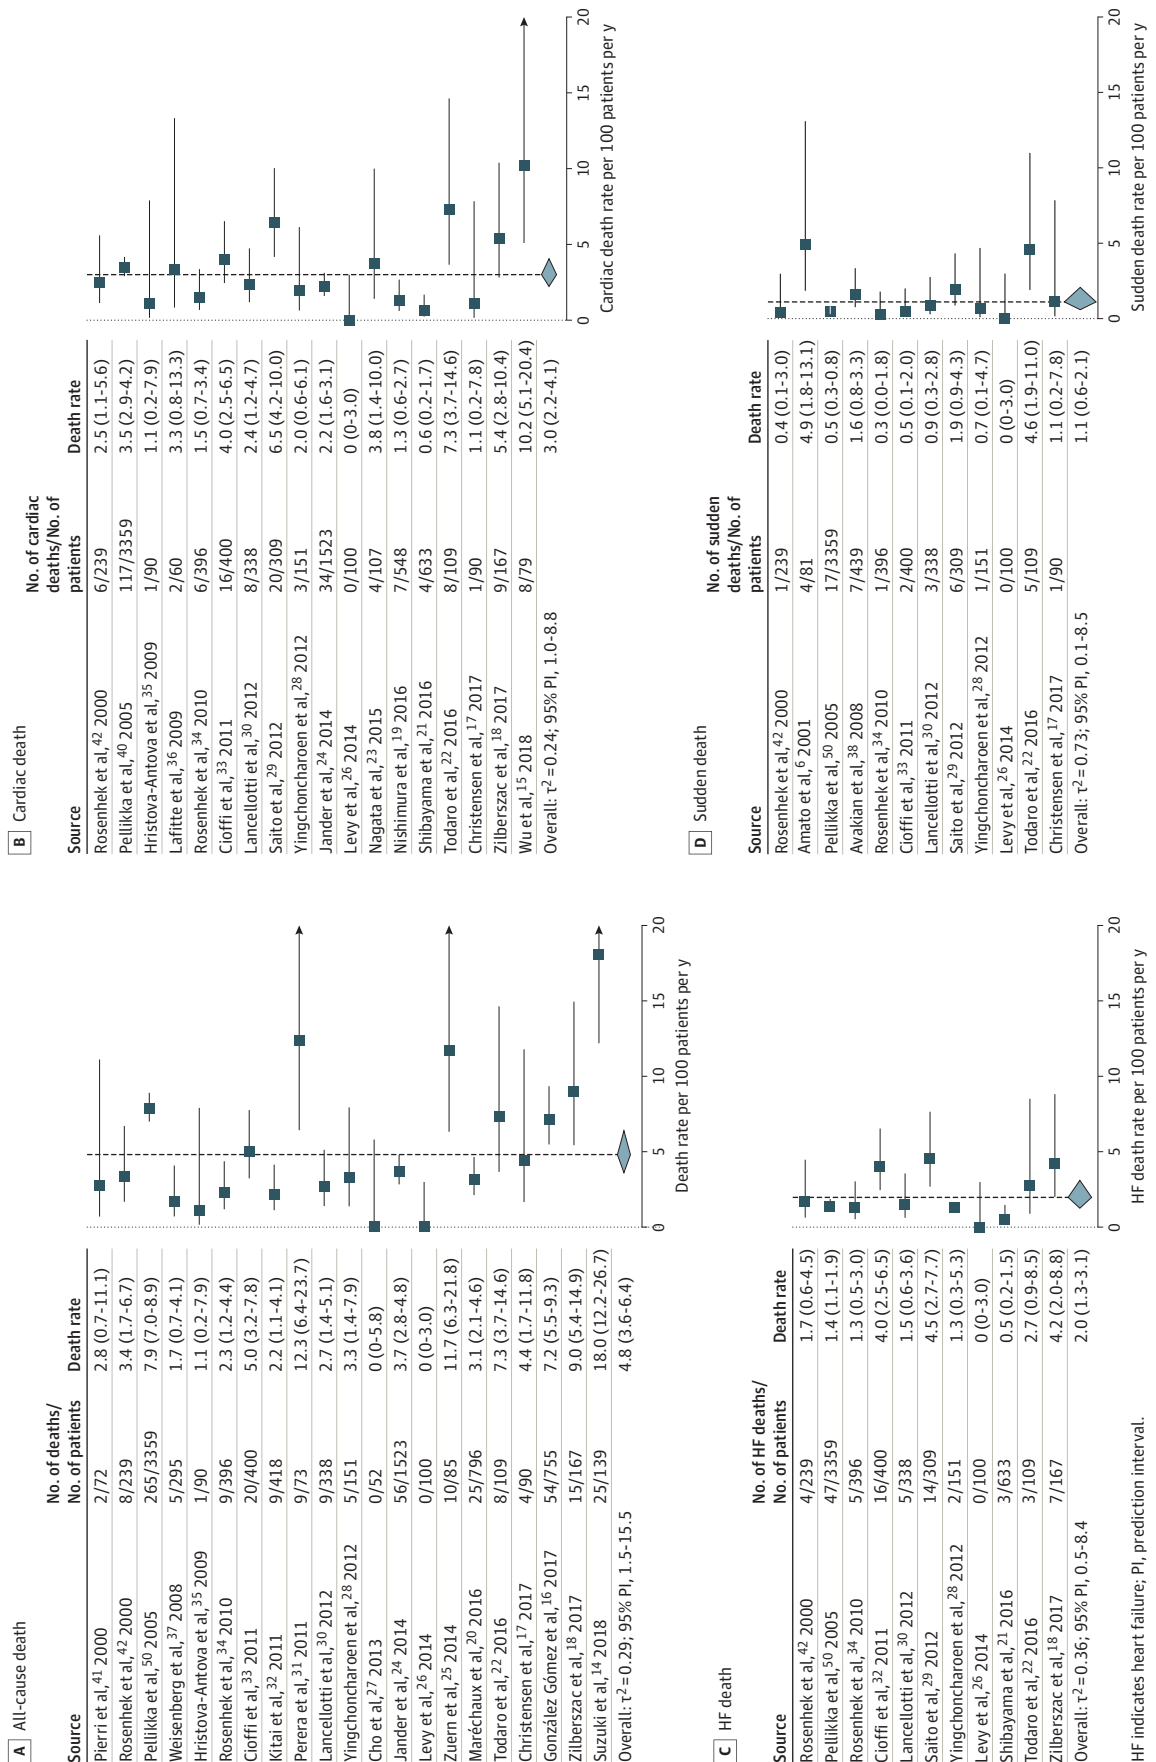 A All-cause death
Source No. of deaths/ No. of patients Death rate
Pierri et al,41 2000 2/72 2.8 (0.7-11.1)
Rosenhek et al,42 2000 8/239 3.4 (1.7-6.7)
Pellikka et al,50 2005 265/3359 7.9 (7.0-8.9)
Weisenberg et al,37 2008 5/295 1.7 (0.7-4.1)
Hristova-Antova et al,35 2009 1/90 1.1 (0.2-7.9)
Rosenhek et al,34 2010 9/396 2.3 (1.2-4.4)
Cioffi et al,33 2011 20/400 5.0 (3.2-7.8)
Kitai et al,32 2011 9/418 2.2 (1.1-4.1)
Perera et al,31 2011 9/73 12.3 (6.4-23.7)
Lancellotti et al,30 2012 9/338 2.7 (1.4-5.1)
Yingchoncharoen et al,28 2012 5/151 3.3 (1.4-7.9)
Cho et al,27 2013 0/52 0 (0-5.8)
Jander et al,24 2014 56/1523 3.7 (2.8-4.8)
Levy et al,26 2014 0/100 0 (0-3.0)
Zuern et al,25 2014 10/85 11.7 (6.3-21.8)
Maréchaux et al,20 2016 25/796 3.1 (2.1-4.6)
Todaro et al,22 2016 8/109 7.3 (3.7-14.6)
Christensen et al,17 2017 4/90 4.4 (1.7-11.8)
González Gómez et al,16 2017 54/755 7.2 (5.5-9.3)
Zilberszac et al,18 2017 15/167 9.0 (5.4-14.9)
Suzuki et al,14 2018 25/139 18.0 (12.2-26.7)
Overall: τ2 = 0.29; 95% PI, 1.5-15.5 4.8 (3.6-6.4)
0 5 10 15 20
Death rate per 100 patients per y
B Cardiac death
Source No. of cardiac deaths/No. of patients Death rate
Rosenhek et al,42 2000 6/239 2.5 (1.1-5.6)
Pellikka et al,40 2005 117/3359 3.5 (2.9-4.2)
Hristova-Antova et al,35 2009 1/90 1.1 (0.2-7.9)
Lafitte et al,36 2009 2/60 3.3 (0.8-13.3)
Rosenhek et al,34 2010 6/396 1.5 (0.7-3.4)
Cioffi et al,33 2011 16/400 4.0 (2.5-6.5)
Lancellotti et al,30 2012 8/338 2.4 (1.2-4.7)
Saito et al,29 2012 20/309 6.5 (4.2-10.0)
Yingchoncharoen et al,28 2012 3/151 2.0 (0.6-6.1)
Jander et al,24 2014 34/1523 2.2 (1.6-3.1)
Levy et al,26 2014 0/100 0 (0-3.0)
Nagata et al,23 2015 4/107 3.8 (1.4-10.0)
Nishimura et al,19 2016 7/548 1.3 (0.6-2.7)
Shibayama et al,21 2016 4/633 0.6 (0.2-1.7)
Todaro et al,22 2016 8/109 7.3 (3.7-14.6)
Christensen et al,17 2017 1/90 1.1 (0.2-7.8)
Zilberszac et al,18 2017 9/167 5.4 (2.8-10.4)
Wu et al,15 2018 8/79 10.2 (5.1-20.4)
Overall: τ2 = 0.24; 95% PI, 1.0-8.8 3.0 (2.2-4.1)
0 5 10 15 20
Cardiac death rate per 100 patients per y
C HF death
Source No. of HF deaths/ No. of patients Death rate
Rosenhek et al,42 2000 4/239 1.7 (0.6-4.5)
Pellikka et al,50 2005 47/3359 1.4 (1.1-1.9)
Rosenhek et al,34 2010 5/396 1.3 (0.5-3.0)
Cioffi et al,32 2011 16/400 4.0 (2.5-6.5)
Lancellotti et al,30 2012 5/338 1.5 (0.6-3.6)
Saito et al,29 2012 14/309 4.5 (2.7-7.7)
Yingchoncharoen et al,28 2012 2/151 1.3 (0.3-5.3)
Levy et al,26 2014 0/100 0 (0-3.0)
Shibayama et al,21 2016 3/633 0.5 (0.2-1.5)
Todaro et al,22 2016 3/109 2.7 (0.9-8.5)
Zilberszac et al,18 2017 7/167 4.2 (2.0-8.8)
Overall: τ2 = 0.36; 95% PI, 0.5-8.4 2.0 (1.3-3.1)
0 5 10 15 20
HF death rate per 100 patients per y
D Sudden death
Source No. of sudden deaths/No. of patients Death rate
Rosenhek et al,42 2000 1/239 0.4 (0.1-3.0)
Amato et al,6 2001 4/81 4.9 (1.8-13.1)
Pellikka et al,50 2005 17/3359 0.5 (0.3-0.8)
Avakian et al,38 2008 7/439 1.6 (0.8-3.3)
Rosenhek et al,34 2010 1/396 0.3 (0.0-1.8)
Cioffi et al,33 2011 2/400 0.5 (0.1-2.0)
Lancellotti et al,30 2012 3/338 0.9 (0.3-2.8)
Saito et al,29 2012 6/309 1.9 (0.9-4.3)
Yingchoncharoen et al,28 2012 1/151 0.7 (0.1-4.7)
Levy et al,26 2014 0/100 0 (0-3.0)
Todaro et al,22 2016 5/109 4.6 (1.9-11.0)
Christensen et al,17 2017 1/90 1.1 (0.2-7.8)
Overall: τ2 = 0.73; 95% PI, 0.1-8.5 1.1 (0.6-2.1)
0 5 10 15 20
Sudden death rate per 100 patients per y
HF indicates heart failure; PI, prediction interval.